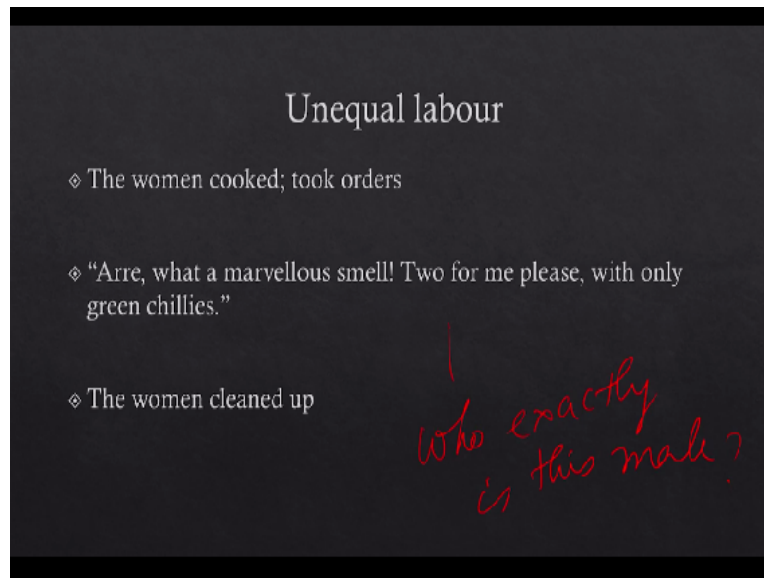 Unequal labour
The women cooked; took orders
“Arre, what a marvellous smell! Two for me please, with only
green chillies.”
The women cleaned up
who exactly
is this male?